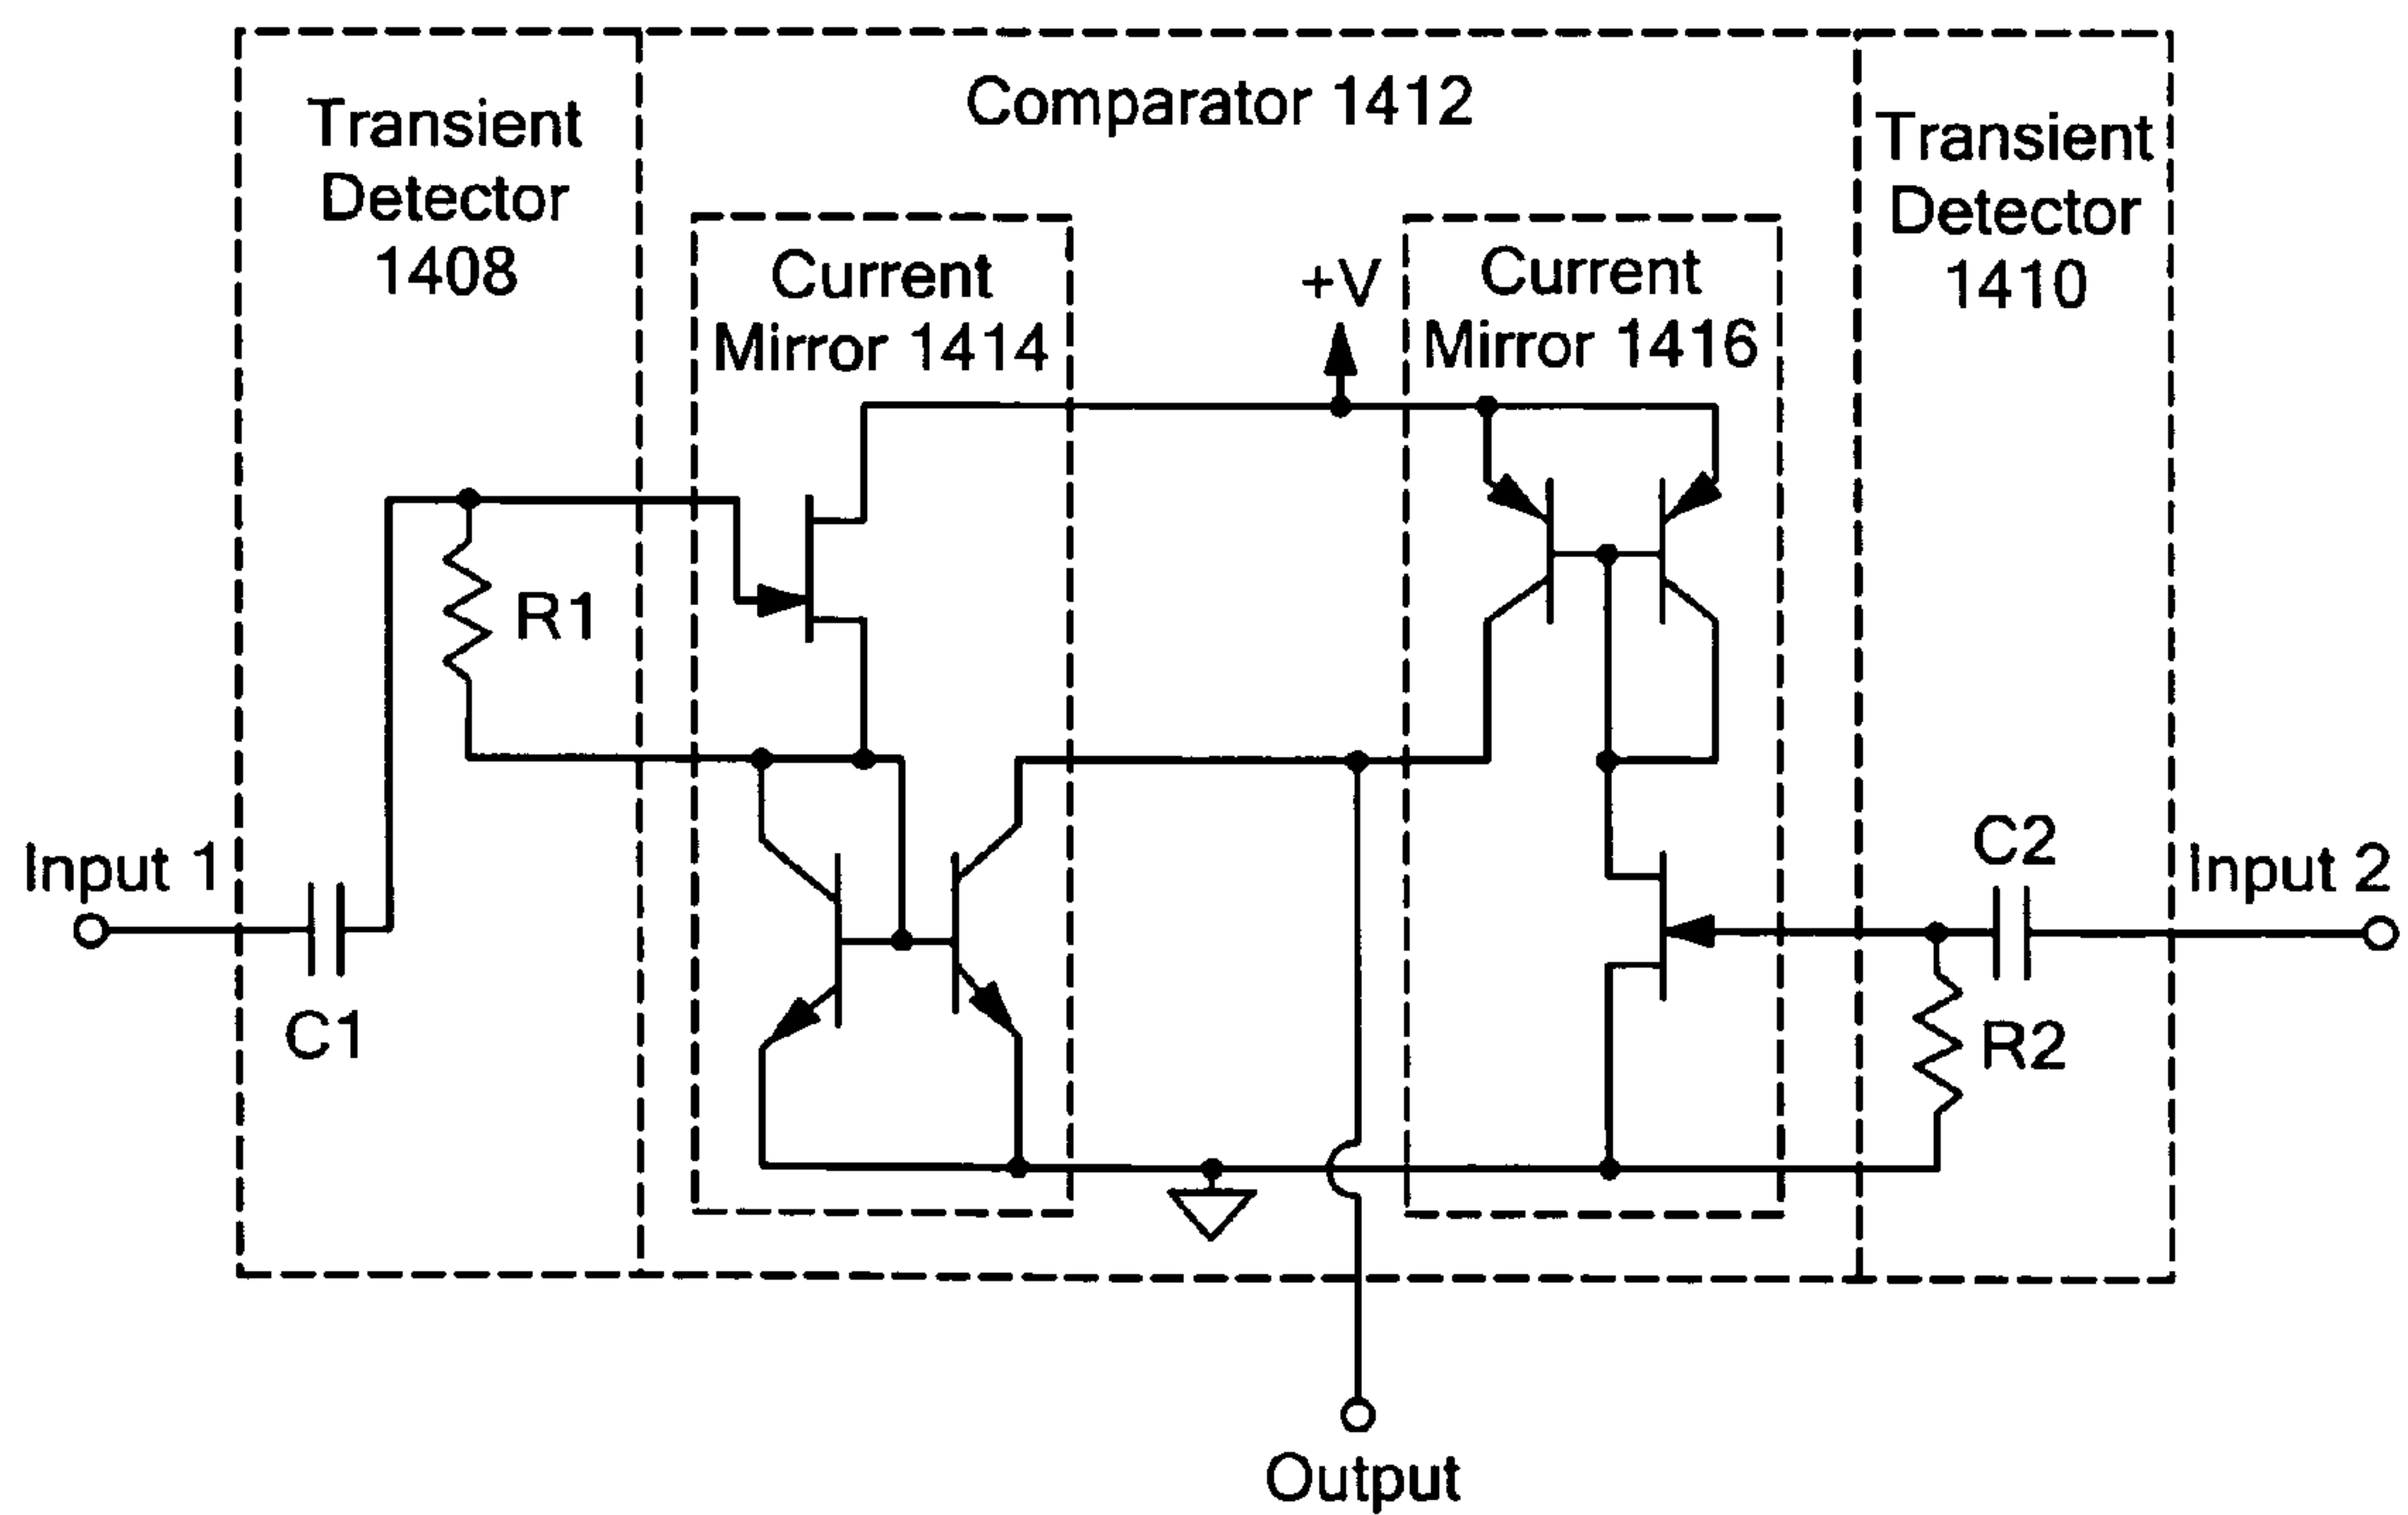 Comparator 1412
Transient
Detector
1408
Transient
Detector
1410
Current
Mirror 1414
+V
Current
Mirror 1416
R1
Input 1
C1
C2
Input 2
R2
Output